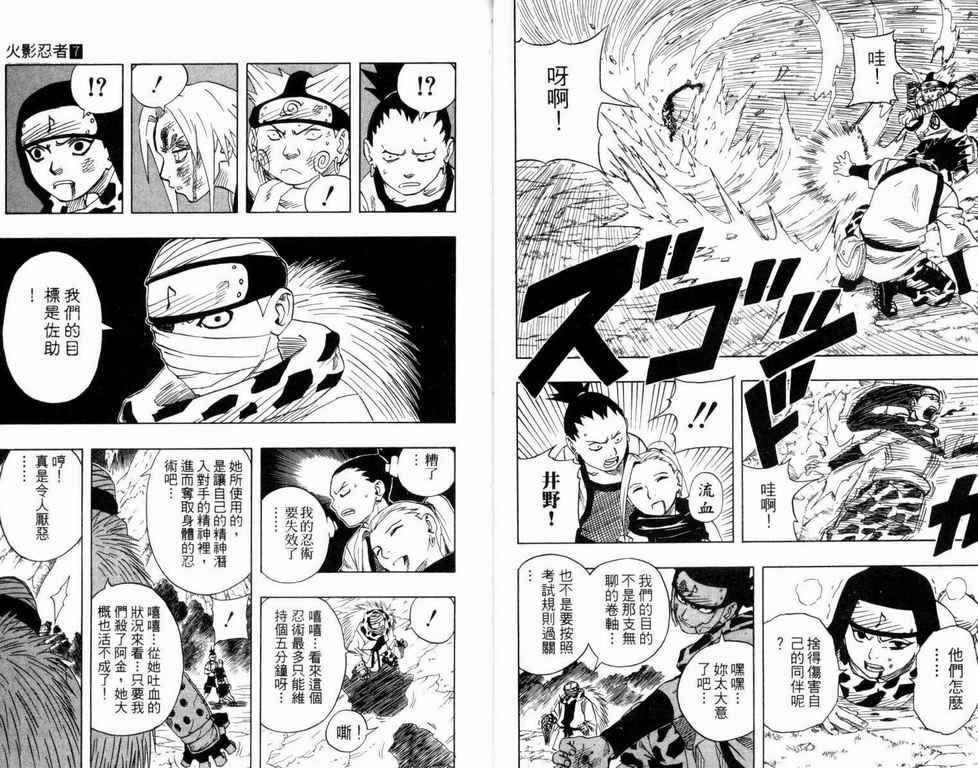 哇！
呀啊！
ズゴゴドカ
哇啊！
!!
流血
井野！
…他們怎麼
捨得傷害自
己的同伴呢
？
嘿嘿…
妳太大意
了吧…
我們的目的
不是那支無
聊的卷軸…
也不是要按照
考試規則過關
…
火影忍者7
!?
！
！
!?
我們的目
標是佐助
！
…糟了
我的忍術
要失效了
……
！
嘻嘻…看來這個
忍術最多只能維
持個五分鐘呀…
嘶！
她所使用的，
是讓自己的精神潛
入對手的精神裡，
進而奪取身體的忍
術吧…
！
嘻嘻…從她吐血的
狀況來看…只要我
們殺了阿金，她大
概也活不成了！
哼！
真是令人厭惡
…